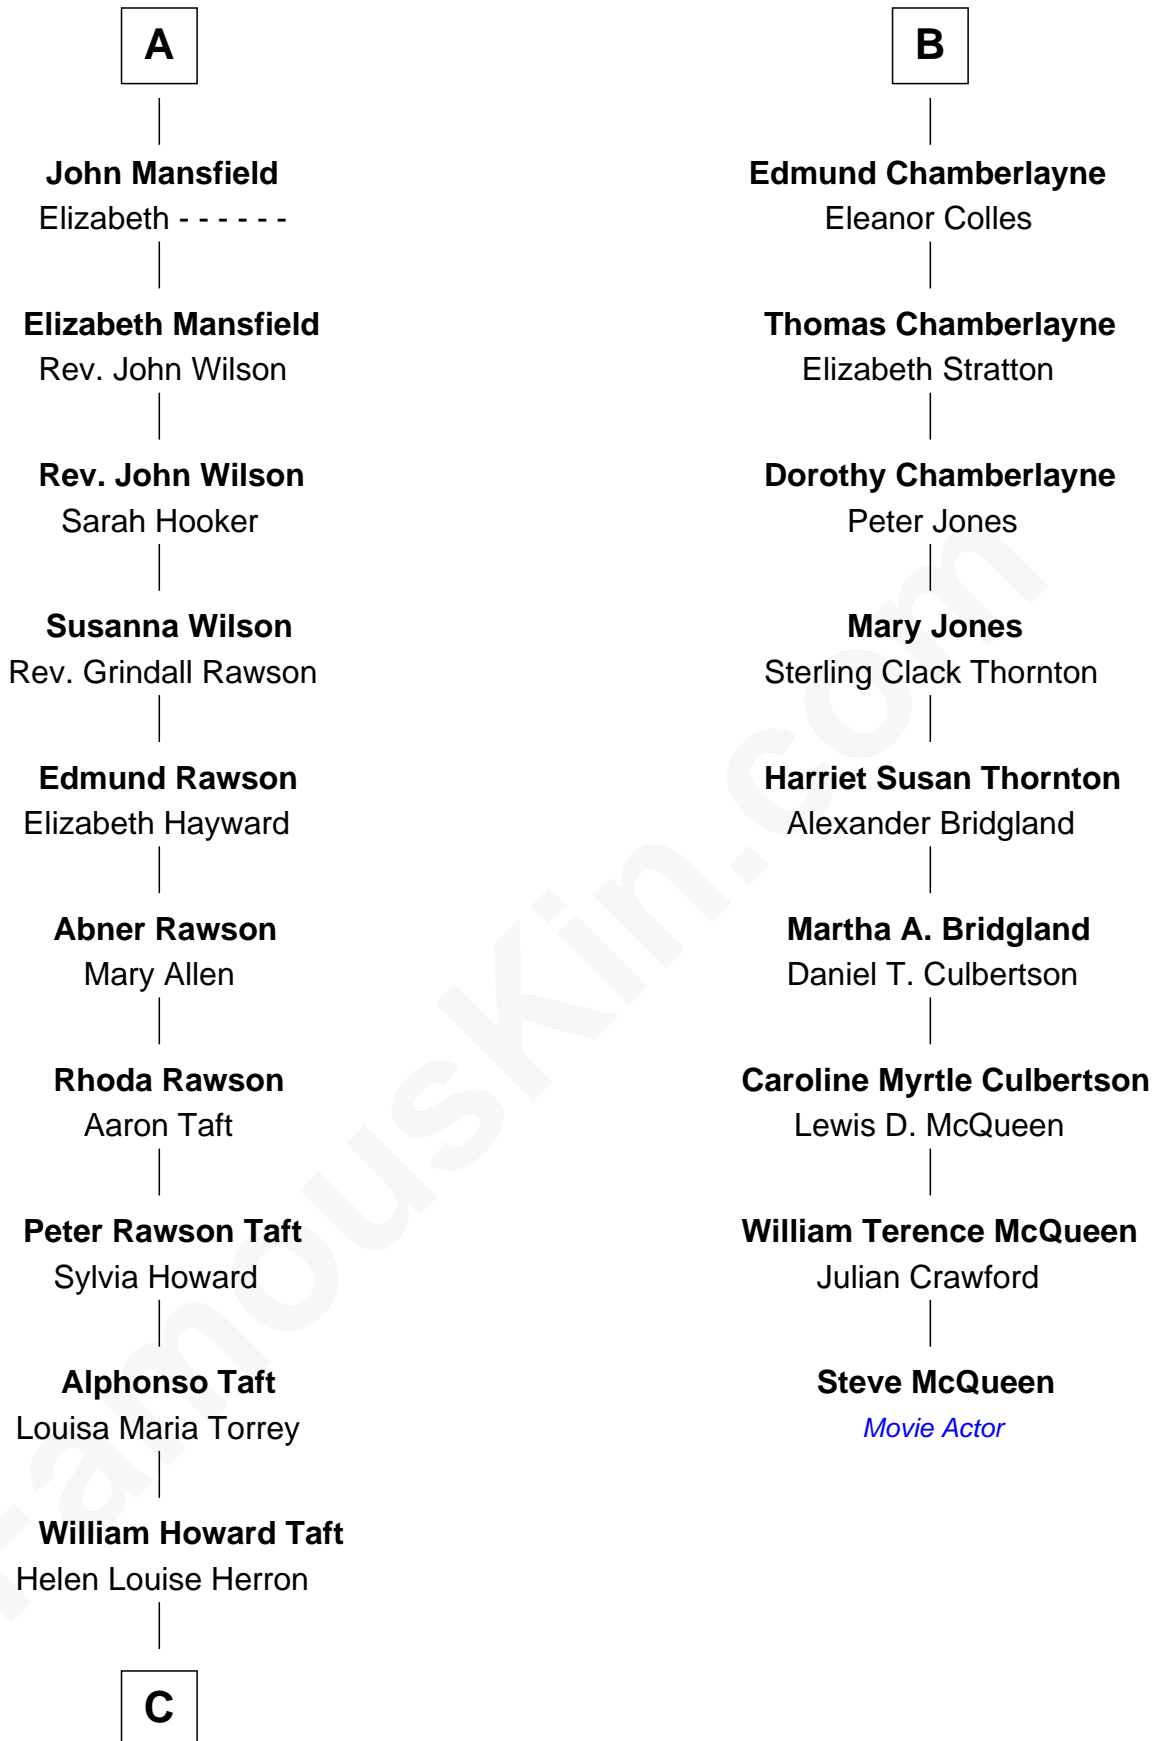 A
John Mansfield
Elizabeth - - - - - -
Elizabeth Mansfield
Rev. John Wilson
Rev. John Wilson
Sarah Hooker
Susanna Wilson
Rev. Grindall Rawson
Edmund Rawson
Elizabeth Hayward
Abner Rawson
Mary Allen
Rhoda Rawson
Aaron Taft
Peter Rawson Taft
Sylvia Howard
Alphonso Taft
Louisa Maria Torrey
William Howard Taft
Helen Louise Herron
C
B
Edmund Chamberlayne
Eleanor Colles
Thomas Chamberlayne
Elizabeth Stratton
Dorothy Chamberlayne
Peter Jones
Mary Jones
Sterling Clack Thornton
Harriet Susan Thornton
Alexander Bridgland
Martha A. Bridgland
Daniel T. Culbertson
Caroline Myrtle Culbertson
Lewis D. McQueen
William Terence McQueen
Julian Crawford
Steve McQueen
Movie Actor
FamousKin.com